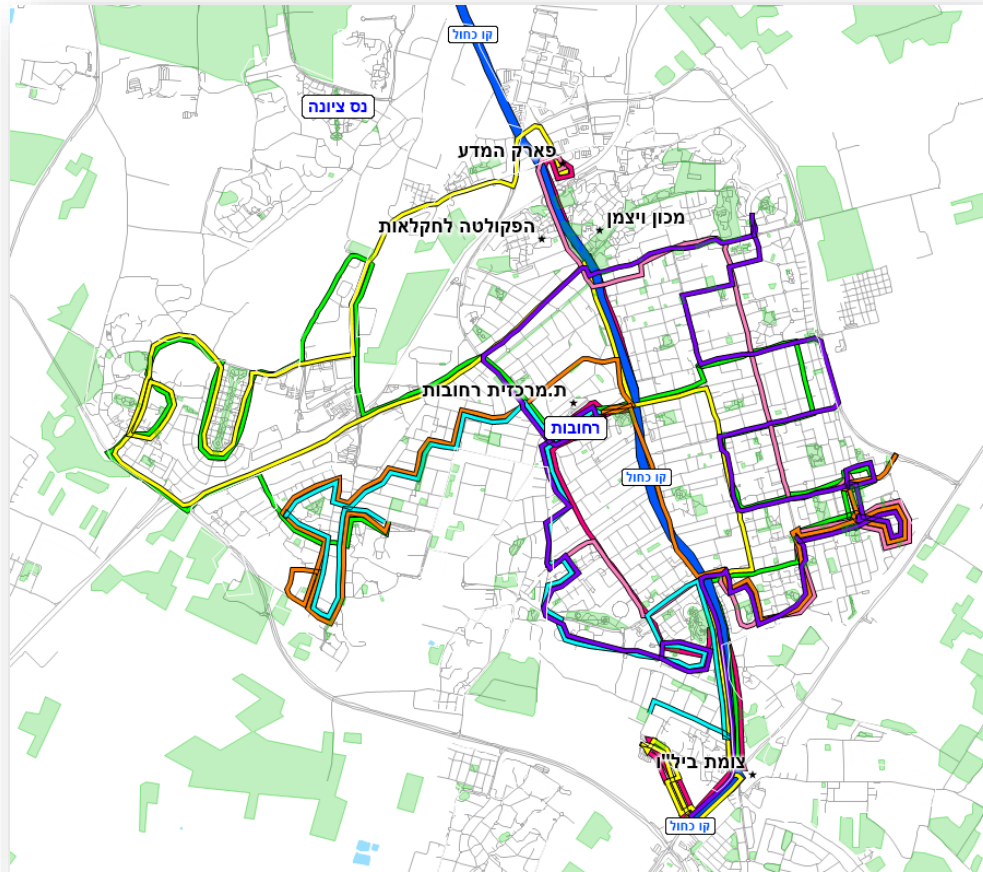 קו כחול
נס ציונה
פארק המדע
מכון ויצמן
הפקולטה לחקלאות
ת.מרכזית רחובות
רחובות
קו כחול
צומת ביל"ו
קו כחול